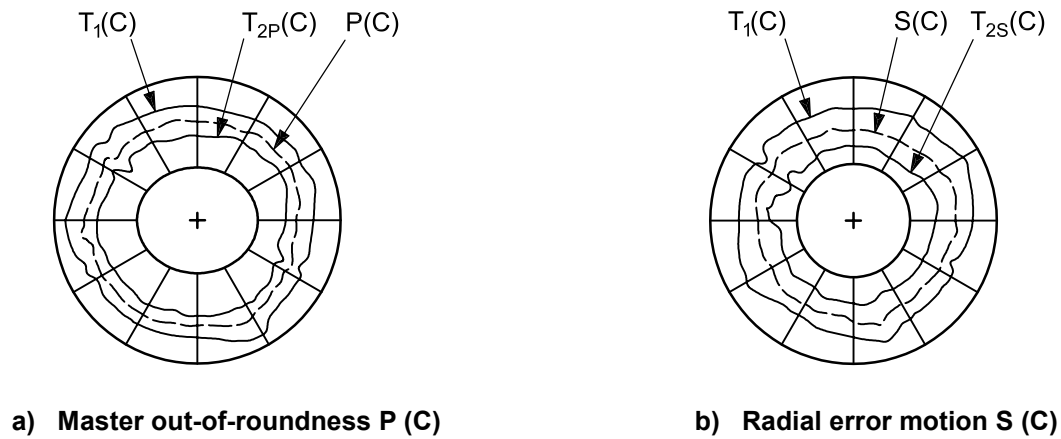 T₁(C) T₂P(C) P(C) T₁(C) S(C) T₂S(C)
a) Master out-of-roundness P (C) b) Radial error motion S (C)